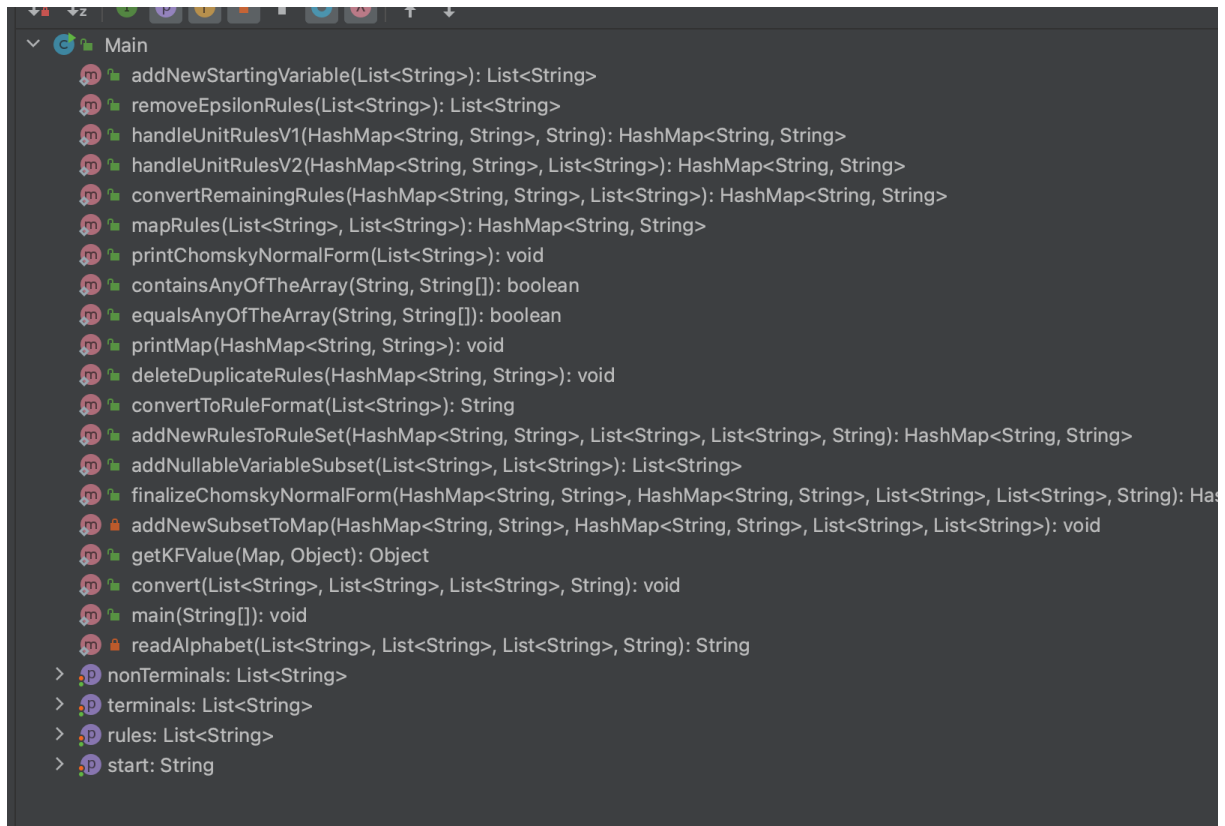 Main
addNewStartingVariable(List<String>): List<String>
removeEpsilonRules(List<String>): List<String>
handleUnitRulesV1(HashMap<String, String>, String): HashMap<String, String>
handleUnitRulesV2(HashMap<String, String>, List<String>): HashMap<String, String>
convertRemainingRules(HashMap<String, String>, List<String>): HashMap<String, String>
mapRules(List<String>, List<String>): HashMap<String, String>
printChomskyNormalForm(List<String>): void
containsAnyOfTheArray(String, String[]): boolean
equalsAnyOfTheArray(String, String[]): boolean
printMap(HashMap<String, String>): void
deleteDuplicateRules(HashMap<String, String>): void
convertToRuleFormat(List<String>): String
addNewRulesToRuleSet(HashMap<String, String>, List<String>, List<String>, String): HashMap<String, String>
addNullableVariableSubset(List<String>, List<String>): List<String>
finalizeChomskyNormalForm(HashMap<String, String>, HashMap<String, String>, List<String>, List<String>, String): Has
addNewSubsetToMap(HashMap<String, String>, HashMap<String, String>, List<String>, List<String>): void
getKFValue(Map, Object): Object
convert(List<String>, List<String>, List<String>, String): void
main(String[]): void
readAlphabet(List<String>, List<String>, List<String>, String): String
nonTerminals: List<String>
terminals: List<String>
rules: List<String>
start: String